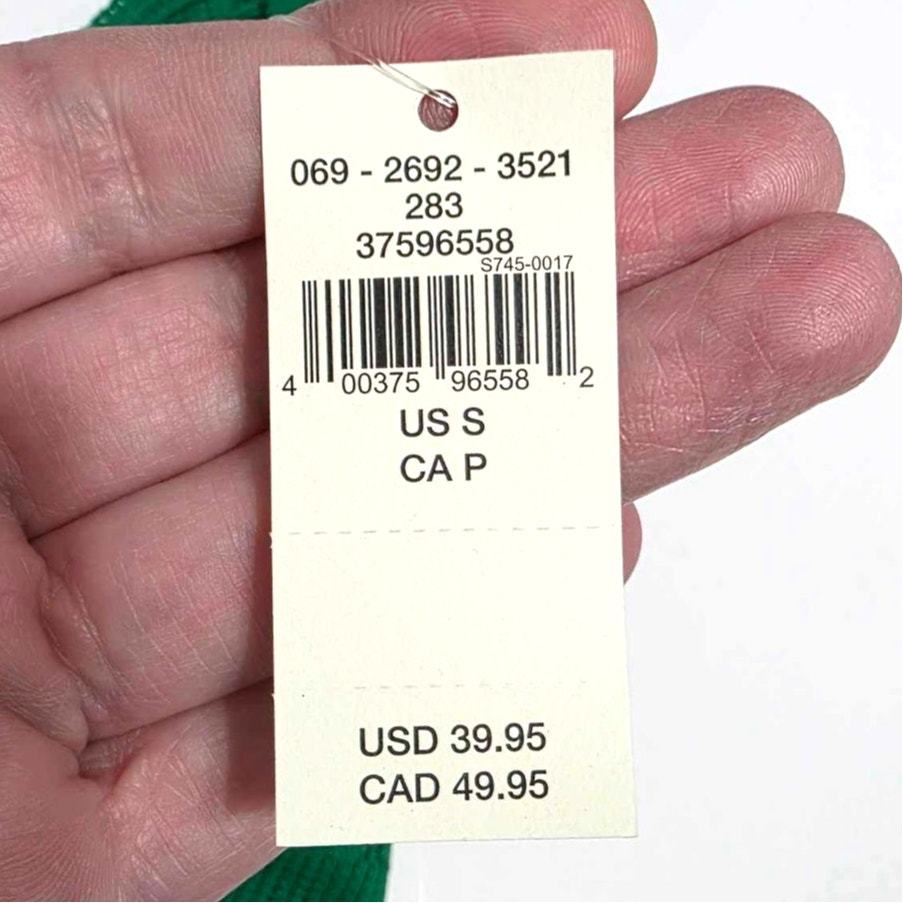 069 - 2692 - 3521
283
37596558
S745-0017
4 00375 96558 2
US S
CA P
USD 39.95
CAD 49.95